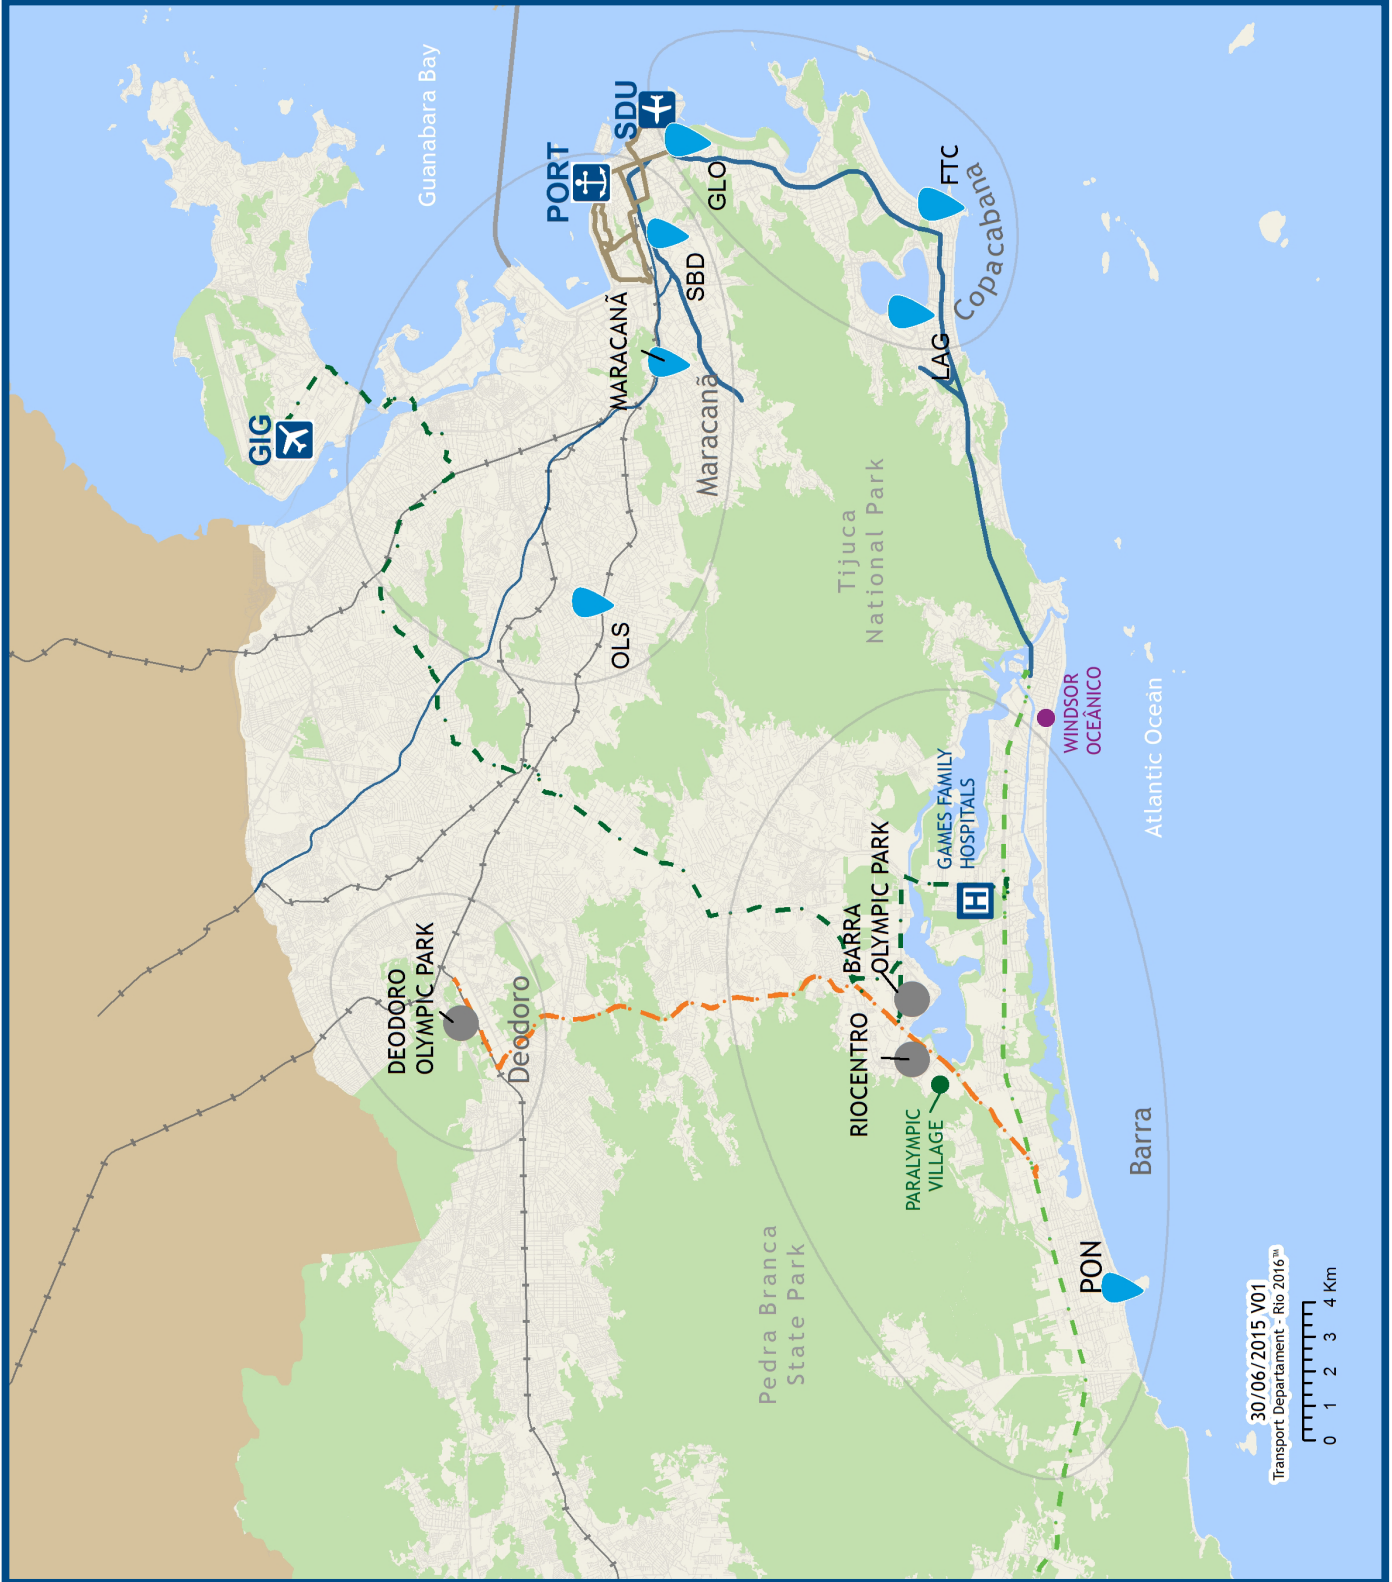 Guanabara Bay
GIG
PORT
SDU
GLO
SBD
MARACANÃ
Maracanã
FTC
Copacabana
LAG
OLS
Tijuca
National Park
WINDSOR
OCEÂNICO
Atlantic Ocean
GAMES FAMILY
HOSPITALS
H
BARRA
OLYMPIC PARK
DEODORO
OLYMPIC PARK
Deodoro
RIOCENTRO
PARALYMPIC
VILLAGE
Barra
Pedra Branca
State Park
PON
30/06/2015 V01
Transport Departament - Rio 2016™
0 1 2 3 4 Km